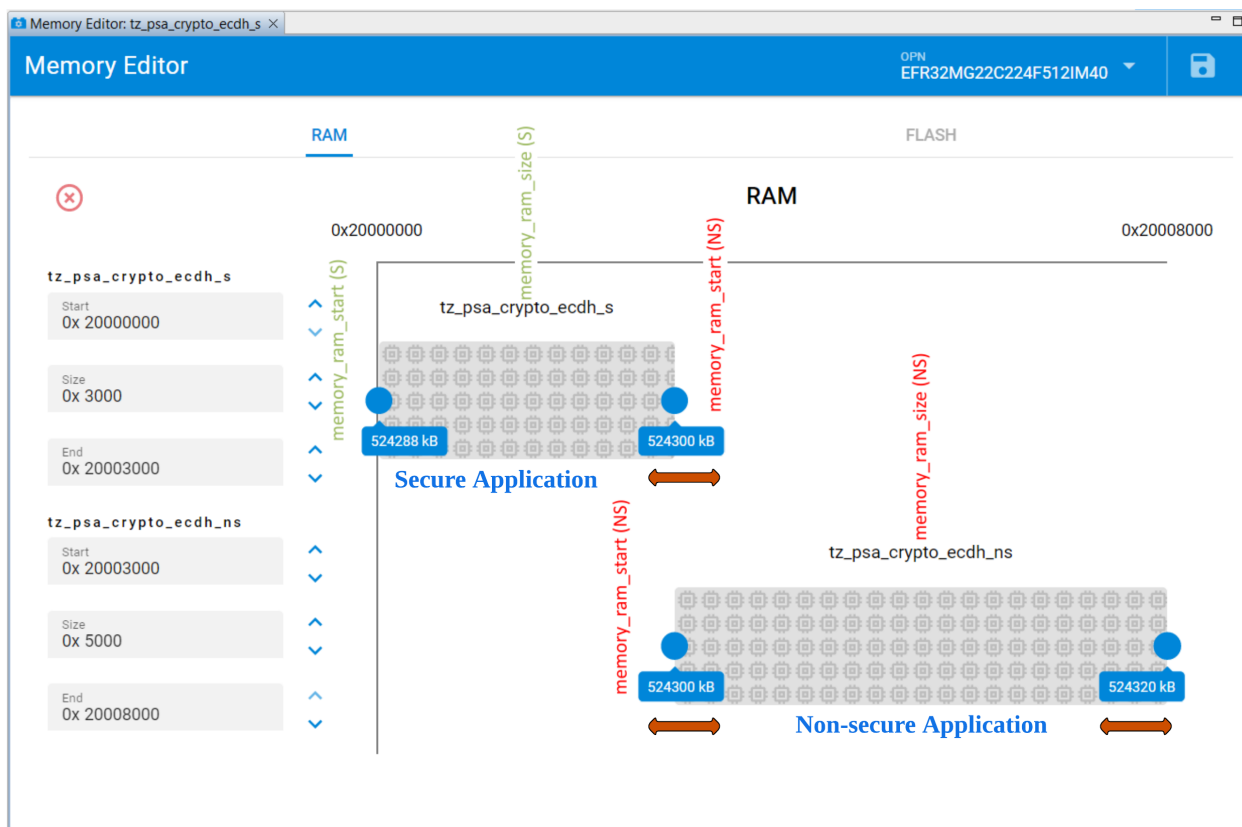 Memory Editor: tz_psa_crypto_ecdh_s
Memory Editor
OPN
EFR32MG22C224F512IM40
RAM
FLASH
RAM
0x20000000
0x20008000
memory_ram_start (S)
memory_ram_size (S)
memory_ram_start (NS)
tz_psa_crypto_ecdh_s
Start
0x 20000000
Size
0x 3000
End
0x 20003000
tz_psa_crypto_ecdh_s
524288 kB
524300 kB
Secure Application
tz_psa_crypto_ecdh_ns
Start
0x 20003000
Size
0x 5000
End
0x 20008000
memory_ram_start (NS)
memory_ram_size (NS)
tz_psa_crypto_ecdh_ns
524300 kB
524320 kB
Non-secure Application